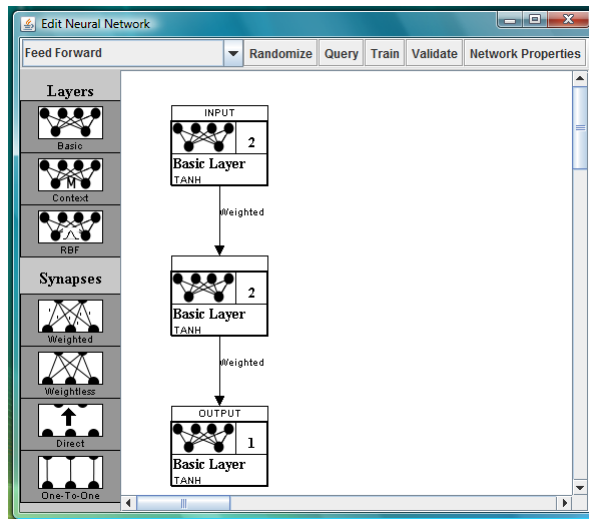 Edit Neural Network
Feed Forward
Randomize
Query
Train
Validate
Network Properties
Layers
Basic
M
Context
RBF
Synapses
Weighted
Weightless
Direct
One-To-One
INPUT
2
Basic Layer
TANH
Weighted
2
Basic Layer
TANH
Weighted
OUTPUT
1
Basic Layer
TANH